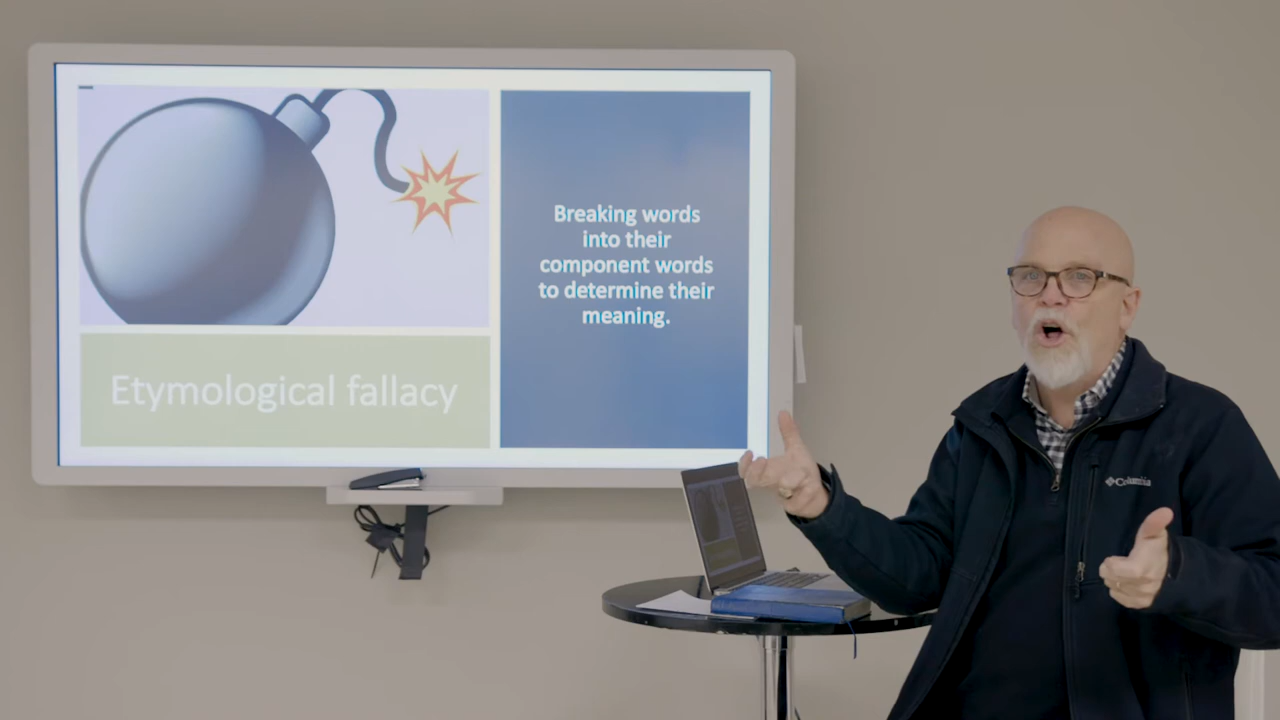 Breaking words
into their
component words
to determine their
meaning.
Etymological fallacy
Columbia